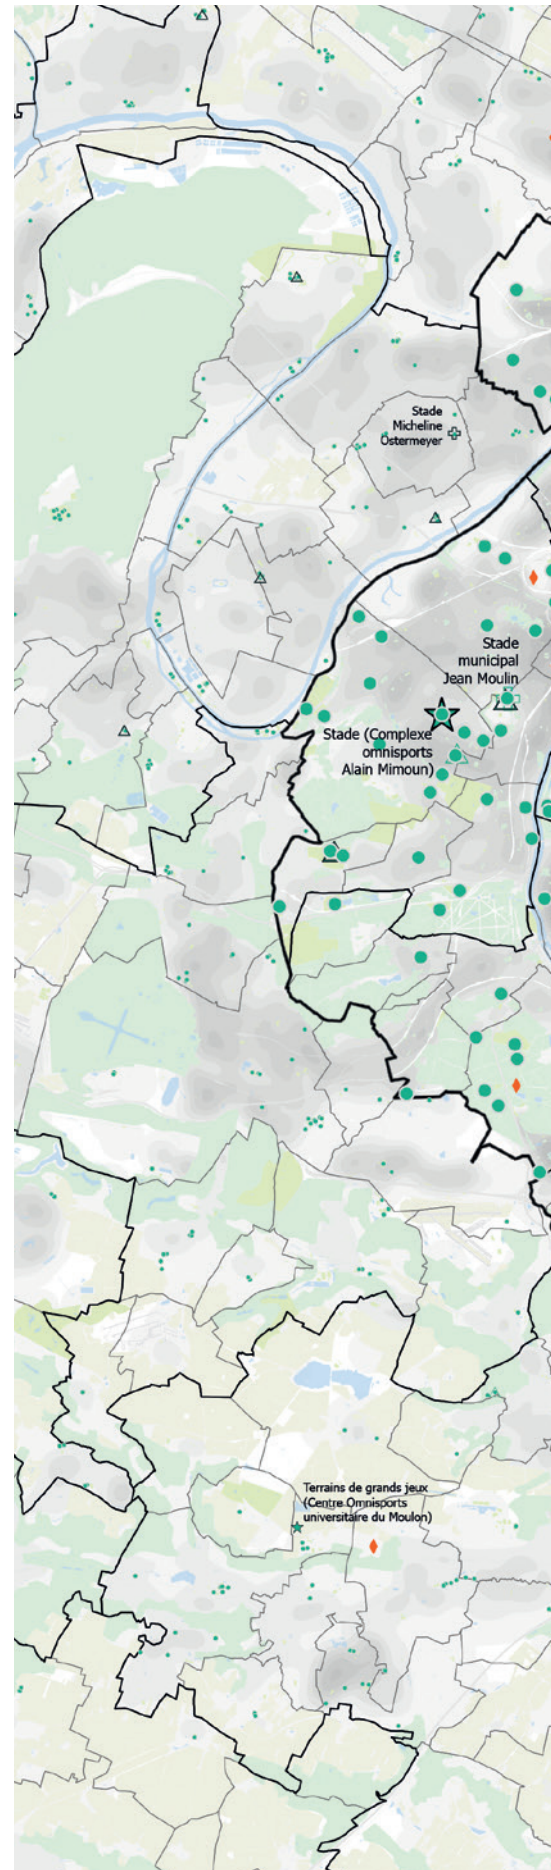 Stade
Micheline
Ostermeyer
Stade
municipal
Jean Moulin
Stade (Complexe
omnisports
Alain Mimoun)
Terrains de grands jeux
(Centre Omnisports
universitaire du Moulon)